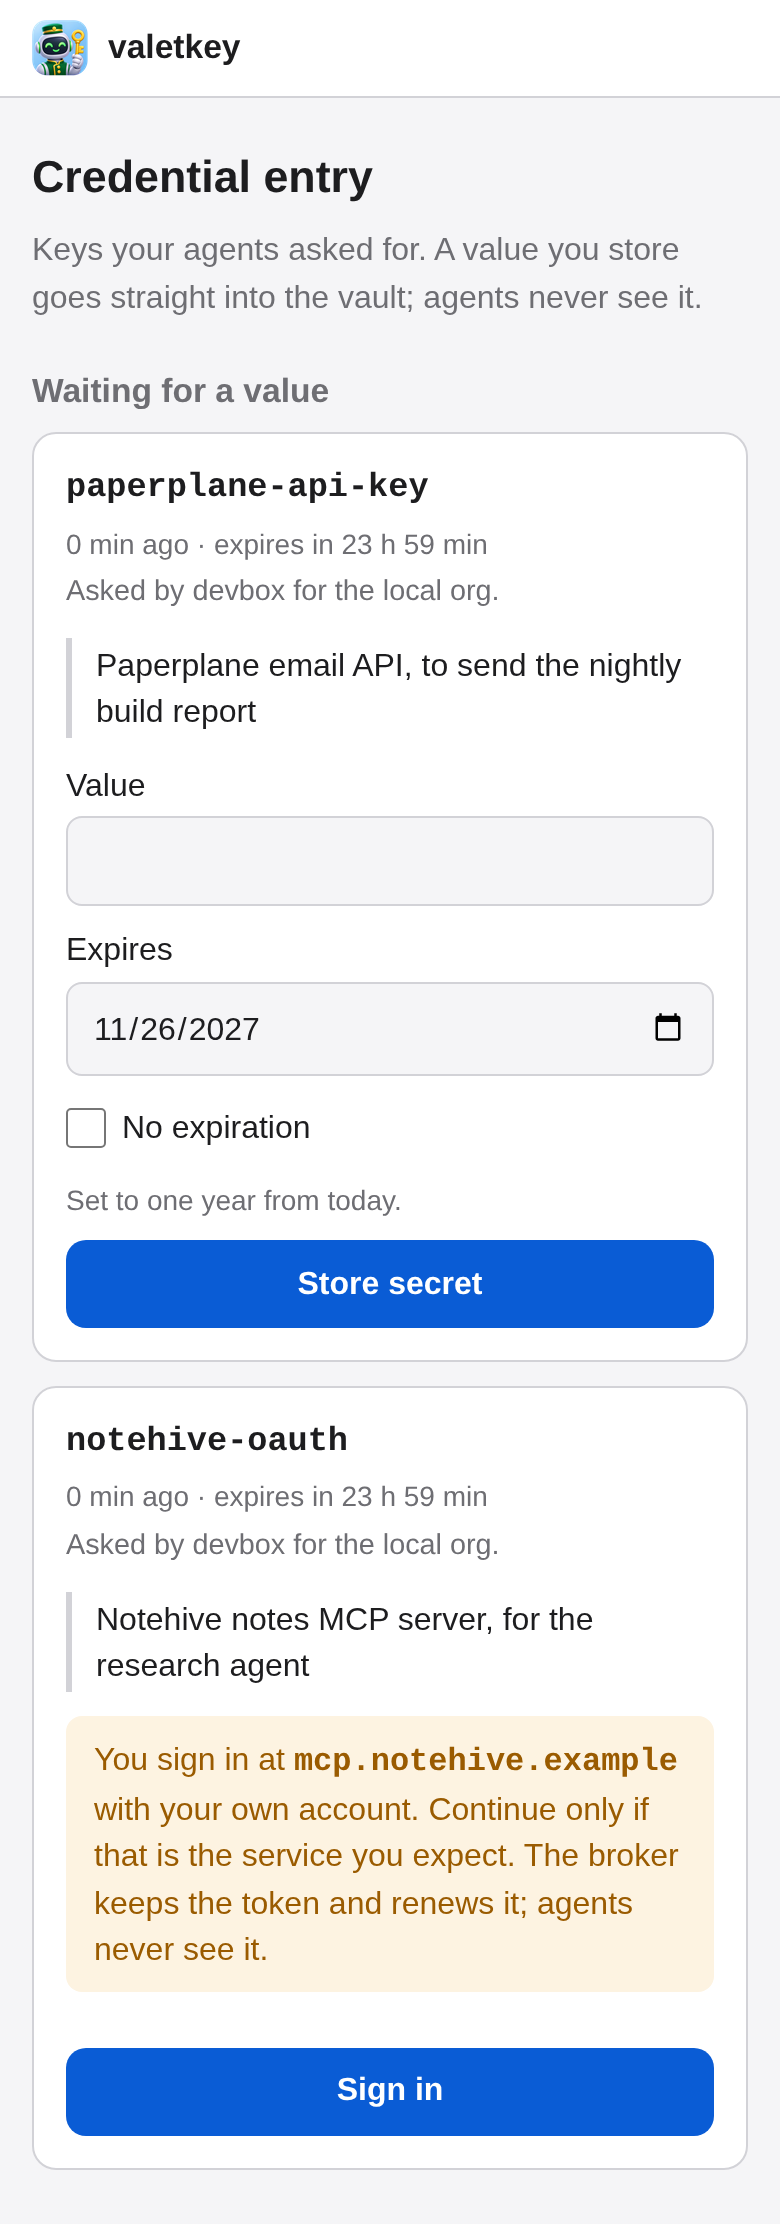 valetkey
Credential entry
Keys your agents asked for. A value you store
goes straight into the vault; agents never see it.
Waiting for a value
paperplane-api-key
0 min ago · expires in 23 h 59 min
Asked by devbox for the local org.
Paperplane email API, to send the nightly
build report
Value
Expires
11/26/2027
No expiration
Set to one year from today.
Store secret
notehive-oauth
0 min ago · expires in 23 h 59 min
Asked by devbox for the local org.
Notehive notes MCP server, for the
research agent
You sign in at mcp.notehive.example
with your own account. Continue only if
that is the service you expect. The broker
keeps the token and renews it; agents
never see it.
Sign in